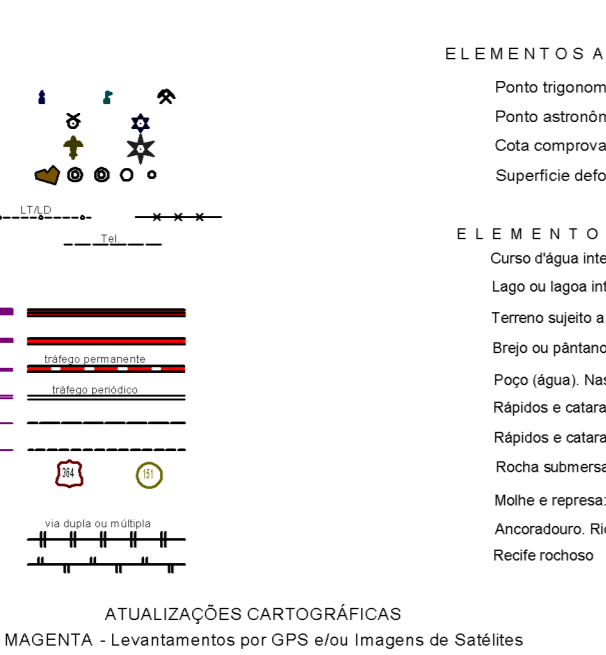 LT/LD
Tel.
tráfego permanente
tráfego periódico
364
151
via dupla ou múltipla
ATUALIZAÇÕES CARTOGRÁFICAS
MAGENTA - Levantamentos por GPS e/ou Imagens de Satélites
ELEMENTOS A
Ponto trigonom
Ponto astronôm
Cota comprova
Superfície defo
ELEMENTO
Curso d'água inte
Lago ou lagoa int
Terreno sujeito a
Brejo ou pântano
Poço (água). Nas
Rápidos e catara
Rápidos e catara
Rocha submersa
Molhe e represa:
Ancoradouro. Rio
Recife rochoso